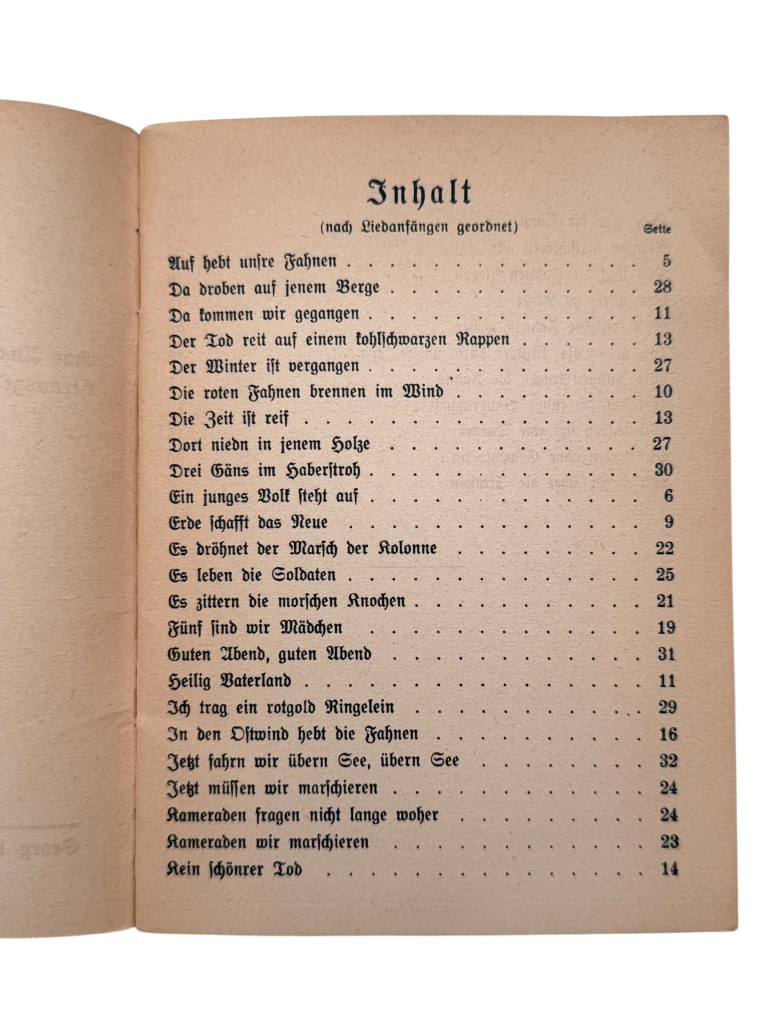 Inhalt
(nach Liedanfängen geordnet)
Seite
Auf hebt unsre Fahnen . . . . . . . . . . . . . . 5
Da droben auf jenem Berge . . . . . . . . . . . . 28
Da kommen wir gegangen . . . . . . . . . . . . . 11
Der Tod reit auf einem kohlschwarzen Rappen . . . . . . 13
Der Winter ist vergangen . . . . . . . . . . . . . 27
Die roten Fahnen brennen im Wind . . . . . . . . . 10
Die Zeit ist reif . . . . . . . . . . . . . . . . 13
Dort niedn in jenem Holze . . . . . . . . . . . . 27
Drei Gäns im Haberstroh . . . . . . . . . . . . . 30
Ein junges Volk steht auf . . . . . . . . . . . . . 6
Erde schafft das Neue . . . . . . . . . . . . . . 9
Es dröhnet der Marsch der Kolonne . . . . . . . . . 22
Es leben die Soldaten . . . . . . . . . . . . . . 25
Es zittern die morschen Knochen . . . . . . . . . . . 21
Fünf sind wir Mädchen . . . . . . . . . . . . . 19
Guten Abend, guten Abend . . . . . . . . . . . . 31
Heilig Vaterland . . . . . . . . . . . . . . . . 11
Ich trag ein rotgold Ringelein . . . . . . . . . . . 29
In den Ostwind hebt die Fahnen . . . . . . . . . . 16
Jetzt fahrn wir übern See, übern See . . . . . . . . 32
Jetzt müssen wir marschieren . . . . . . . . . . . . 24
Kameraden fragen nicht lange woher . . . . . . . . . 24
Kameraden wir marschieren . . . . . . . . . . . . 23
Kein schönrer Tod . . . . . . . . . . . . . . . 14